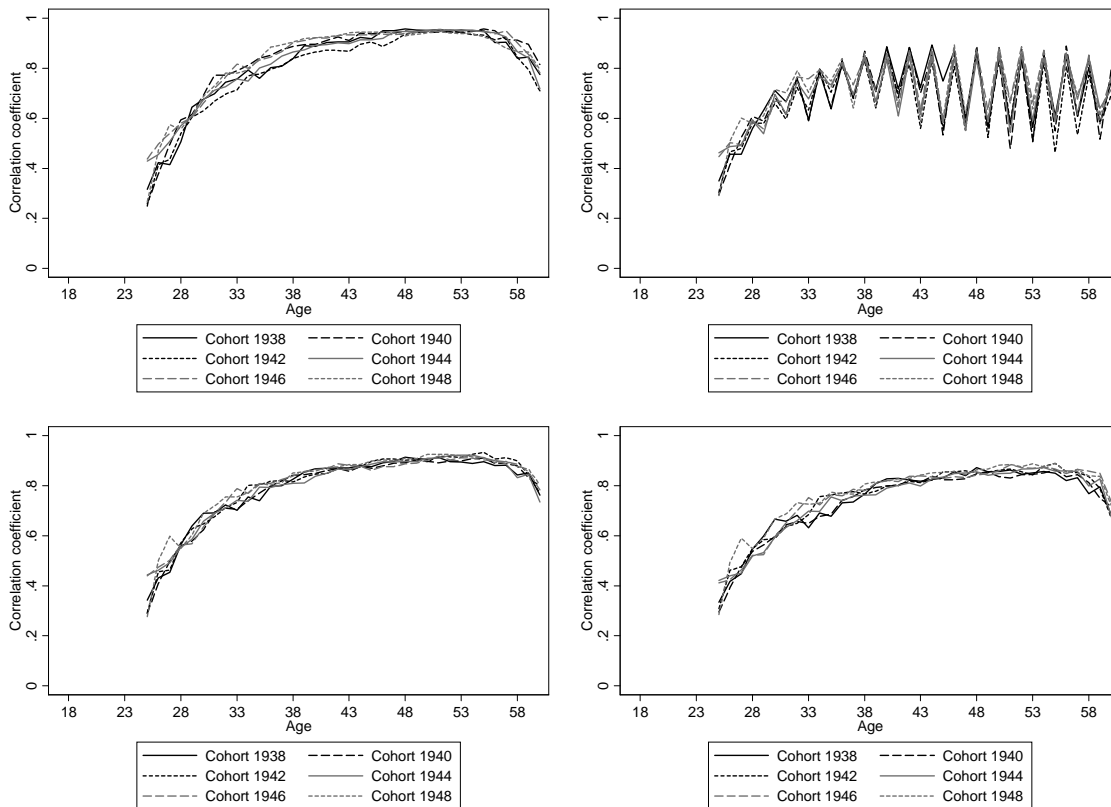 Correlation coefficient
0 .2 .4 .6 .8 1
18 23 28 33 38 43 48 53 58
Age
Cohort 1938 Cohort 1940
Cohort 1942 Cohort 1944
Cohort 1946 Cohort 1948
Correlation coefficient
0 .2 .4 .6 .8 1
18 23 28 33 38 43 48 53 58
Age
Cohort 1938 Cohort 1940
Cohort 1942 Cohort 1944
Cohort 1946 Cohort 1948
Correlation coefficient
0 .2 .4 .6 .8 1
18 23 28 33 38 43 48 53 58
Age
Cohort 1938 Cohort 1940
Cohort 1942 Cohort 1944
Cohort 1946 Cohort 1948
Correlation coefficient
0 .2 .4 .6 .8 1
18 23 28 33 38 43 48 53 58
Age
Cohort 1938 Cohort 1940
Cohort 1942 Cohort 1944
Cohort 1946 Cohort 1948